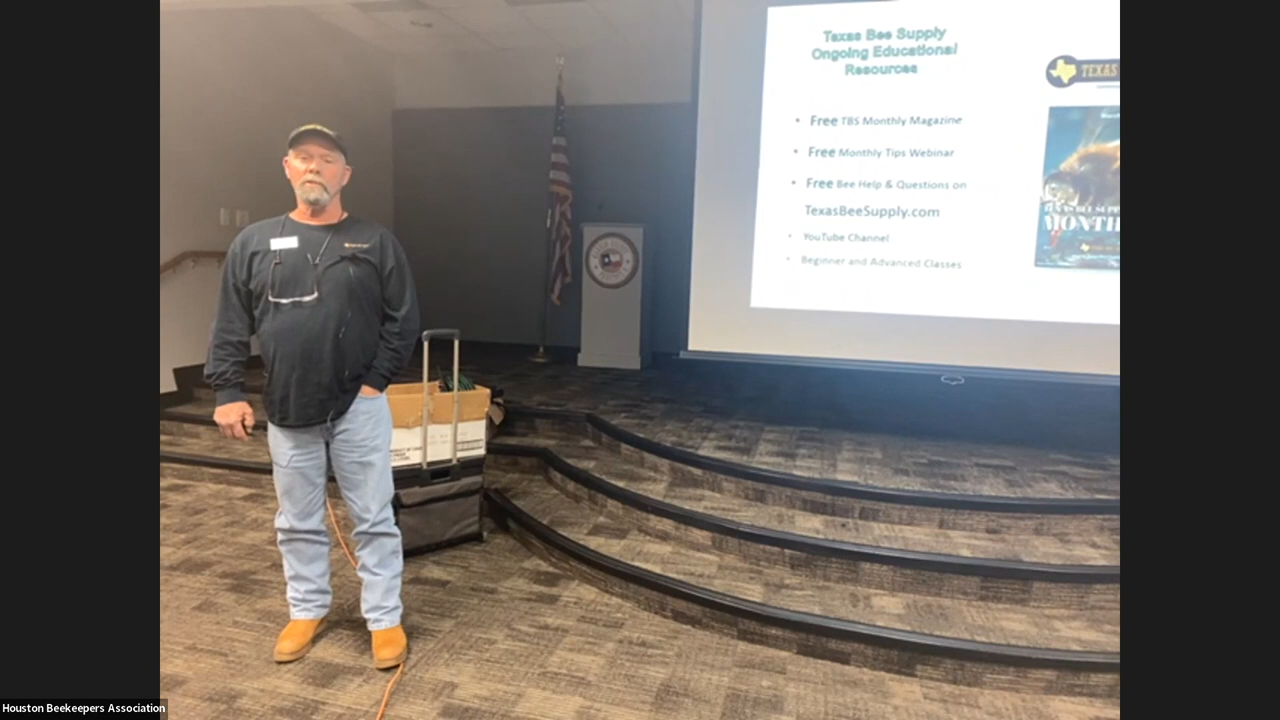 Texas Bee Supply
Ongoing Educational
Resources
• Free TBS Monthly Magazine
• Free Monthly Tips Webinar
• Free Bee Help & Questions on
TexasBeeSupply.com
• YouTube Channel
• Beginner and Advanced Classes
TEXAS
MONTH
Houston Beekeepers Association